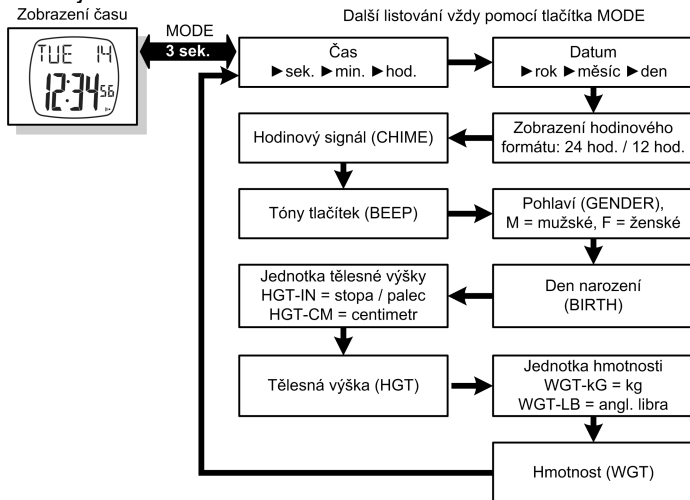 Zobrazení času
Další listování vždy pomocí tlačítka MODE
MODE
3 sek.
TUE 14
12:34 56
Čas
►sek. ►min. ►hod.
Datum
►rok ►měsíc ►den
Zobrazení hodinového
formátu: 24 hod. / 12 hod.
Hodinový signál (CHIME)
Tóny tlačítek (BEEP)
Pohlaví (GENDER),
M = mužské, F = ženské
Den narození
(BIRTH)
Jednotka tělesné výšky
HGT-IN = stopa / palec
HGT-CM = centimetr
Tělesná výška (HGT)
Jednotka hmotnosti
WGT-kG = kg
WGT-LB = angl. libra
Hmotnost (WGT)